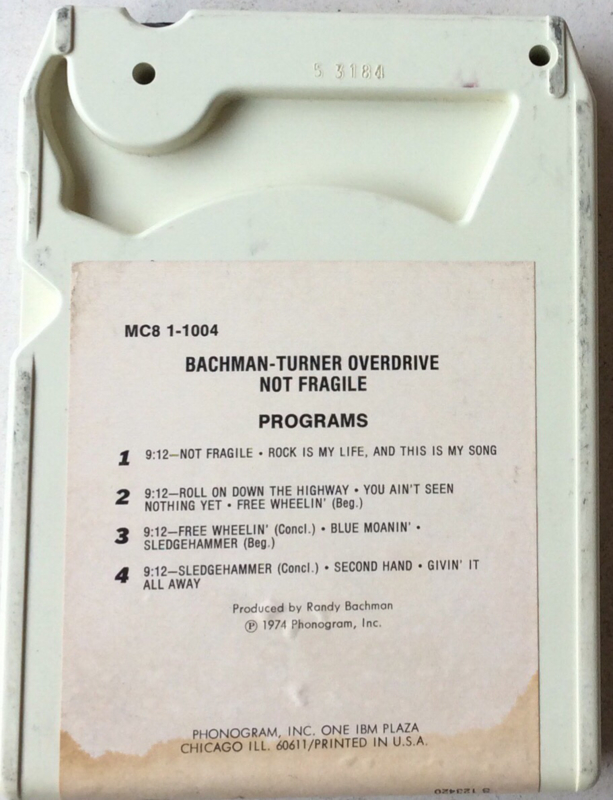 S 3184
MC8 1-1004
BACHMAN-TURNER OVERDRIVE
NOT FRAGILE
PROGRAMS
1 9:12—NOT FRAGILE • ROCK IS MY LIFE, AND THIS IS MY SONG
2 9:12—ROLL ON DOWN THE HIGHWAY • YOU AIN'T SEEN
NOTHING YET • FREE WHEELIN' (Beg.)
3 9:12—FREE WHEELIN' (Concl.) • BLUE MOANIN' •
SLEDGEHAMMER (Beg.)
4 9:12—SLEDGEHAMMER (Concl.) • SECOND HAND • GIVIN' IT
ALL AWAY
Produced by Randy Bachman
℗ 1974 Phonogram, Inc.
PHONOGRAM, INC. ONE IBM PLAZA
CHICAGO ILL. 60611/PRINTED IN U.S.A.